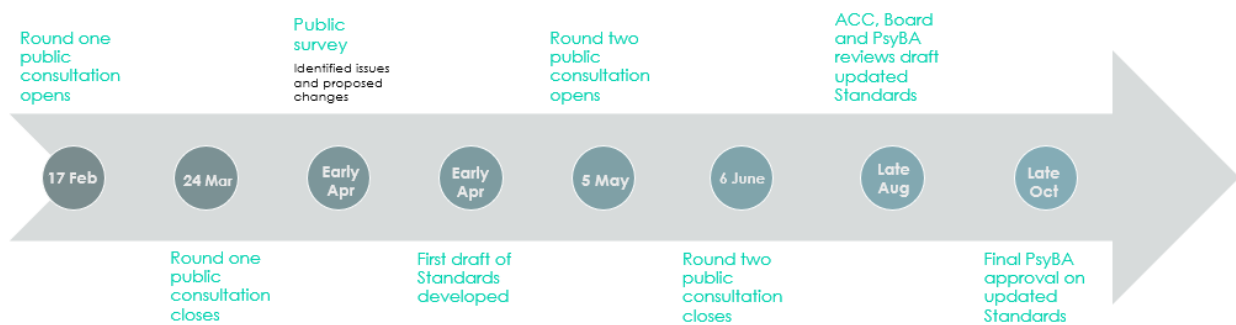 Round one
public
consultation
opens
17 Feb
24 Mar
Round one
public
consultation
closes
Public
survey
Identified issues
and proposed
changes
Early
Apr
Early
Apr
First draft of
Standards
developed
Round two
public
consultation
opens
5 May
6 June
Round two
public
consultation
closes
ACC, Board
and PsyBA
reviews draft
updated
Standards
Late
Aug
Late
Oct
Final PsyBA
approval on
updated
Standards